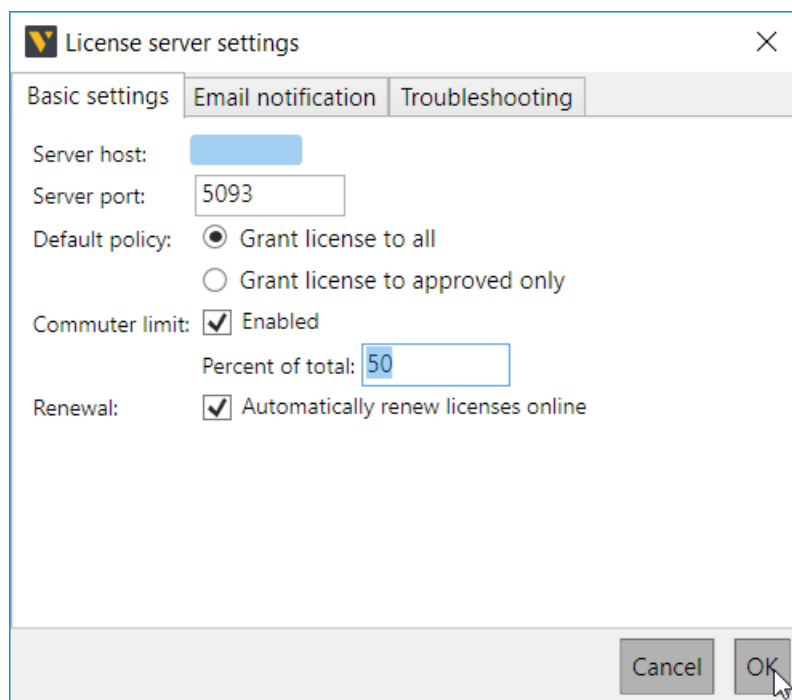 License server settings
Basic settings Email notification Troubleshooting
Server host:
Server port: 5093
Default policy: Grant license to all
Grant license to approved only
Commuter limit: Enabled
Percent of total: 50
Renewal: Automatically renew licenses online
Cancel OK